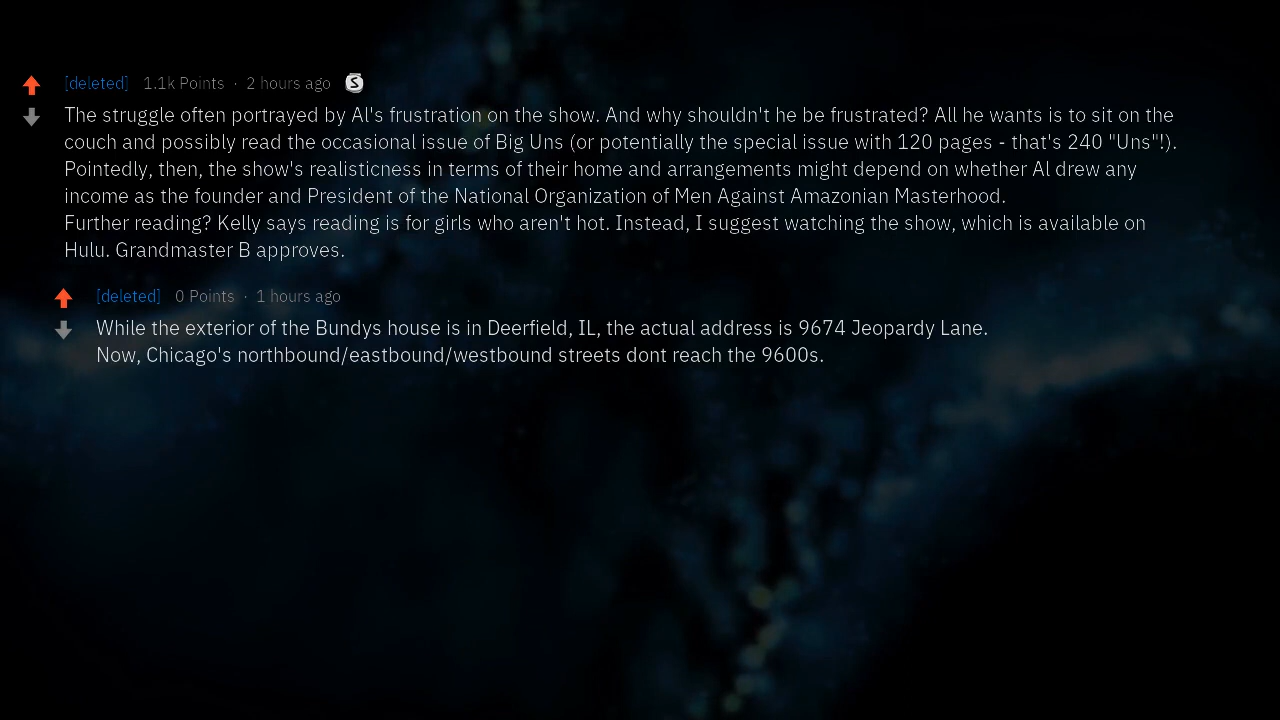 [deleted] 1.1k Points · 2 hours ago S
The struggle often portrayed by Al's frustration on the show. And why shouldn't he be frustrated? All he wants is to sit on the
couch and possibly read the occasional issue of Big Uns (or potentially the special issue with 120 pages - that's 240 "Uns"!).
Pointedly, then, the show's realisticness in terms of their home and arrangements might depend on whether Al drew any
income as the founder and President of the National Organization of Men Against Amazonian Masterhood.
Further reading? Kelly says reading is for girls who aren't hot. Instead, I suggest watching the show, which is available on
Hulu. Grandmaster B approves.
[deleted] 0 Points · 1 hours ago
While the exterior of the Bundys house is in Deerfield, IL, the actual address is 9674 Jeopardy Lane.
Now, Chicago's northbound/eastbound/westbound streets dont reach the 9600s.